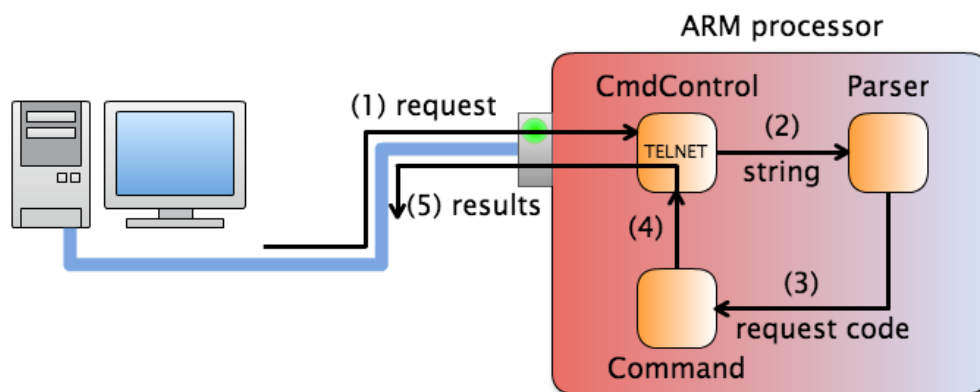 ARM processor
CmdControl
Parser
(1) request
(2)
TELNET
string
(5) results
(4)
(3)
request code
Command